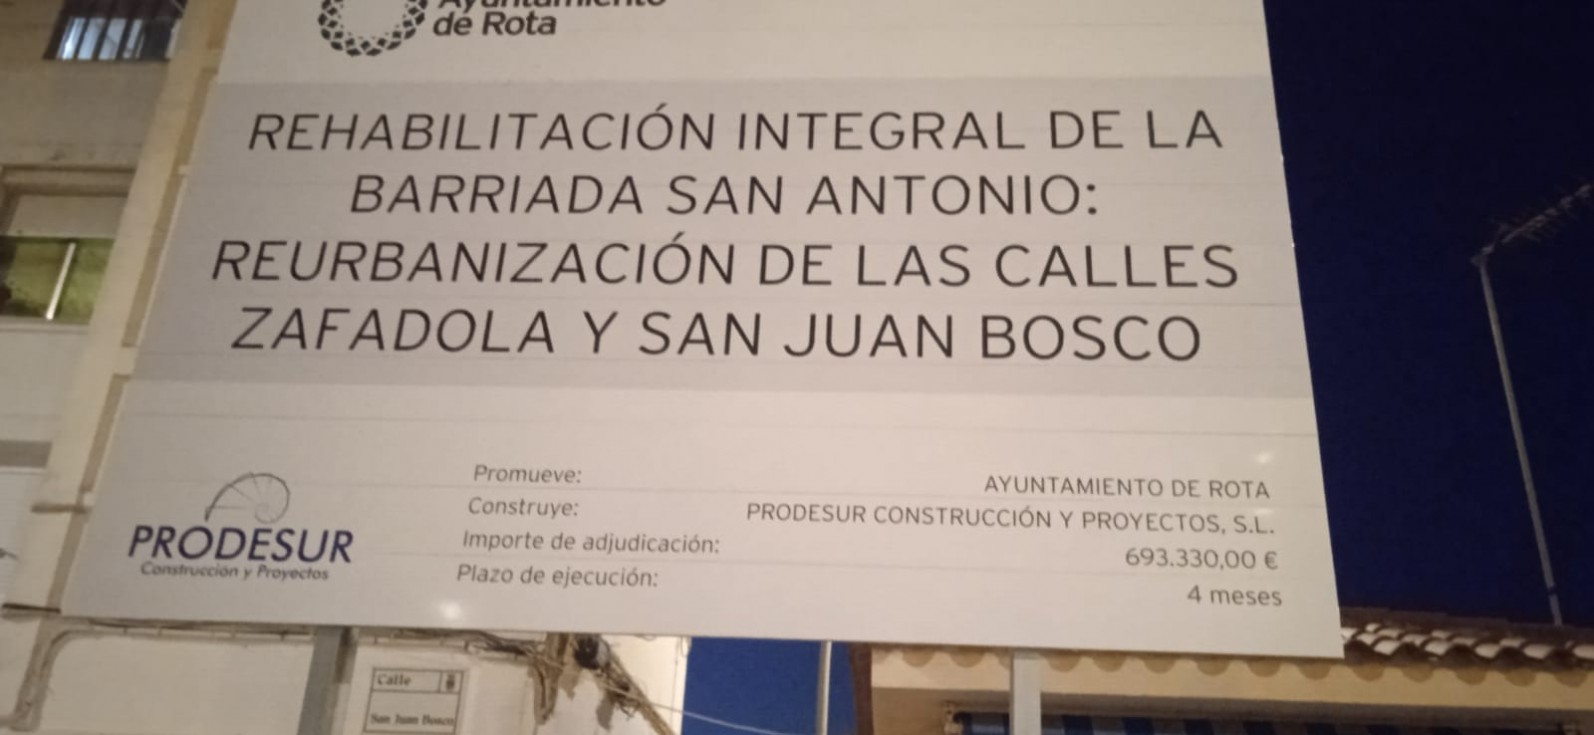 Ayuntamiento
de Rota
REHABILITACIÓN INTEGRAL DE LA
BARRIADA SAN ANTONIO:
REURBANIZACIÓN DE LAS CALLES
ZAFADOLA Y SAN JUAN BOSCO
PRODESUR
Construcción y Proyectos
Promueve: AYUNTAMIENTO DE ROTA
Construye: PRODESUR CONSTRUCCIÓN Y PROYECTOS, S.L.
Importe de adjudicación: 693.330,00 €
Plazo de ejecución: 4 meses
Calle
San Juan Bosco